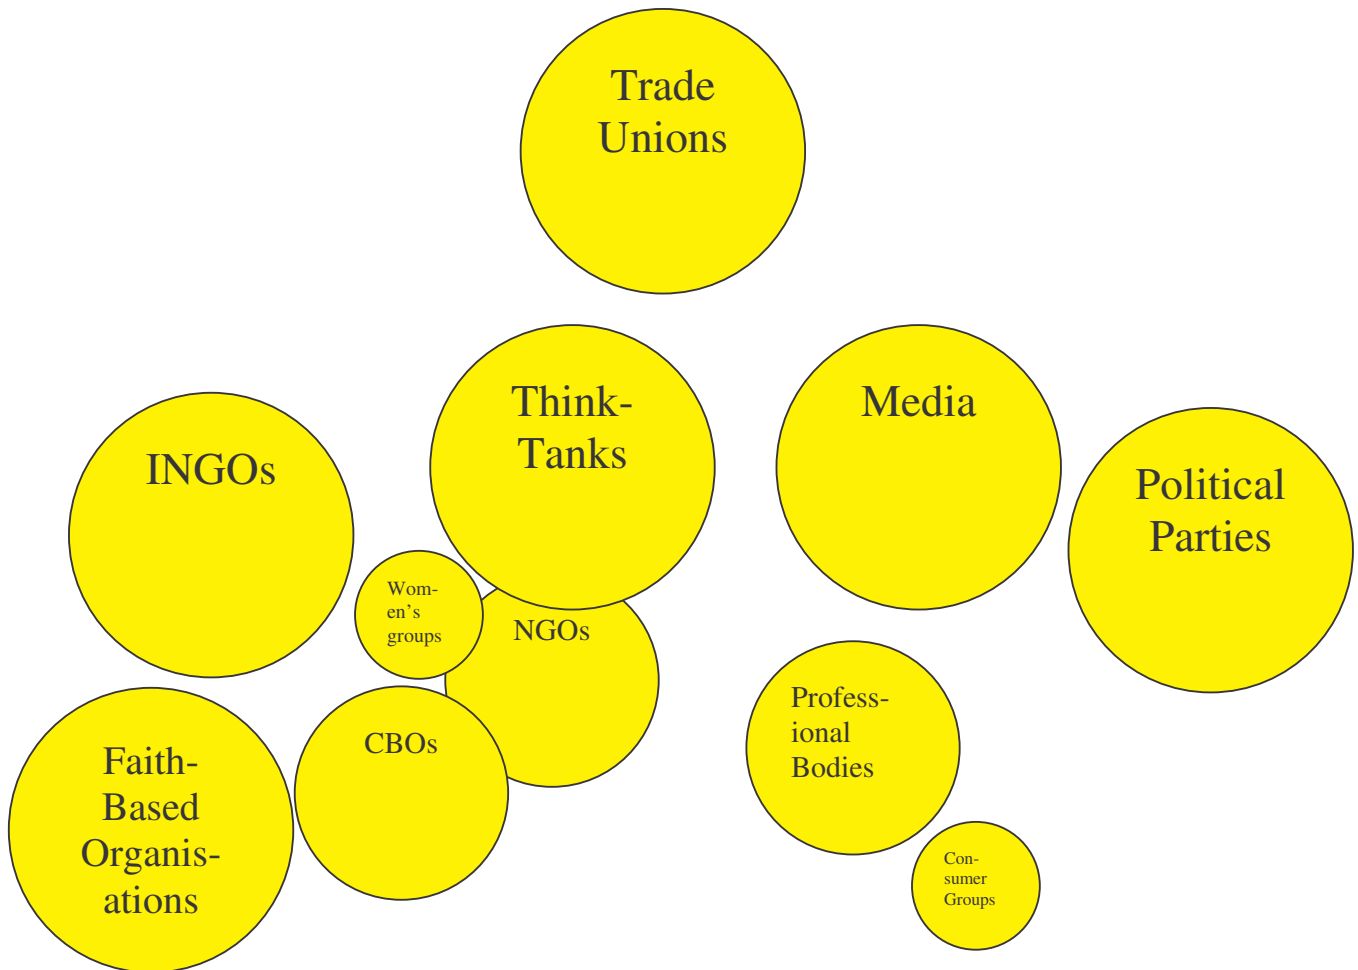 Trade
Unions
Think-
Tanks
Media
INGOs
Political
Parties
Wom-
en’s
groups
NGOs
Profess-
ional
Bodies
CBOs
Faith-
Based
Organis-
ations
Con-
sumer
Groups